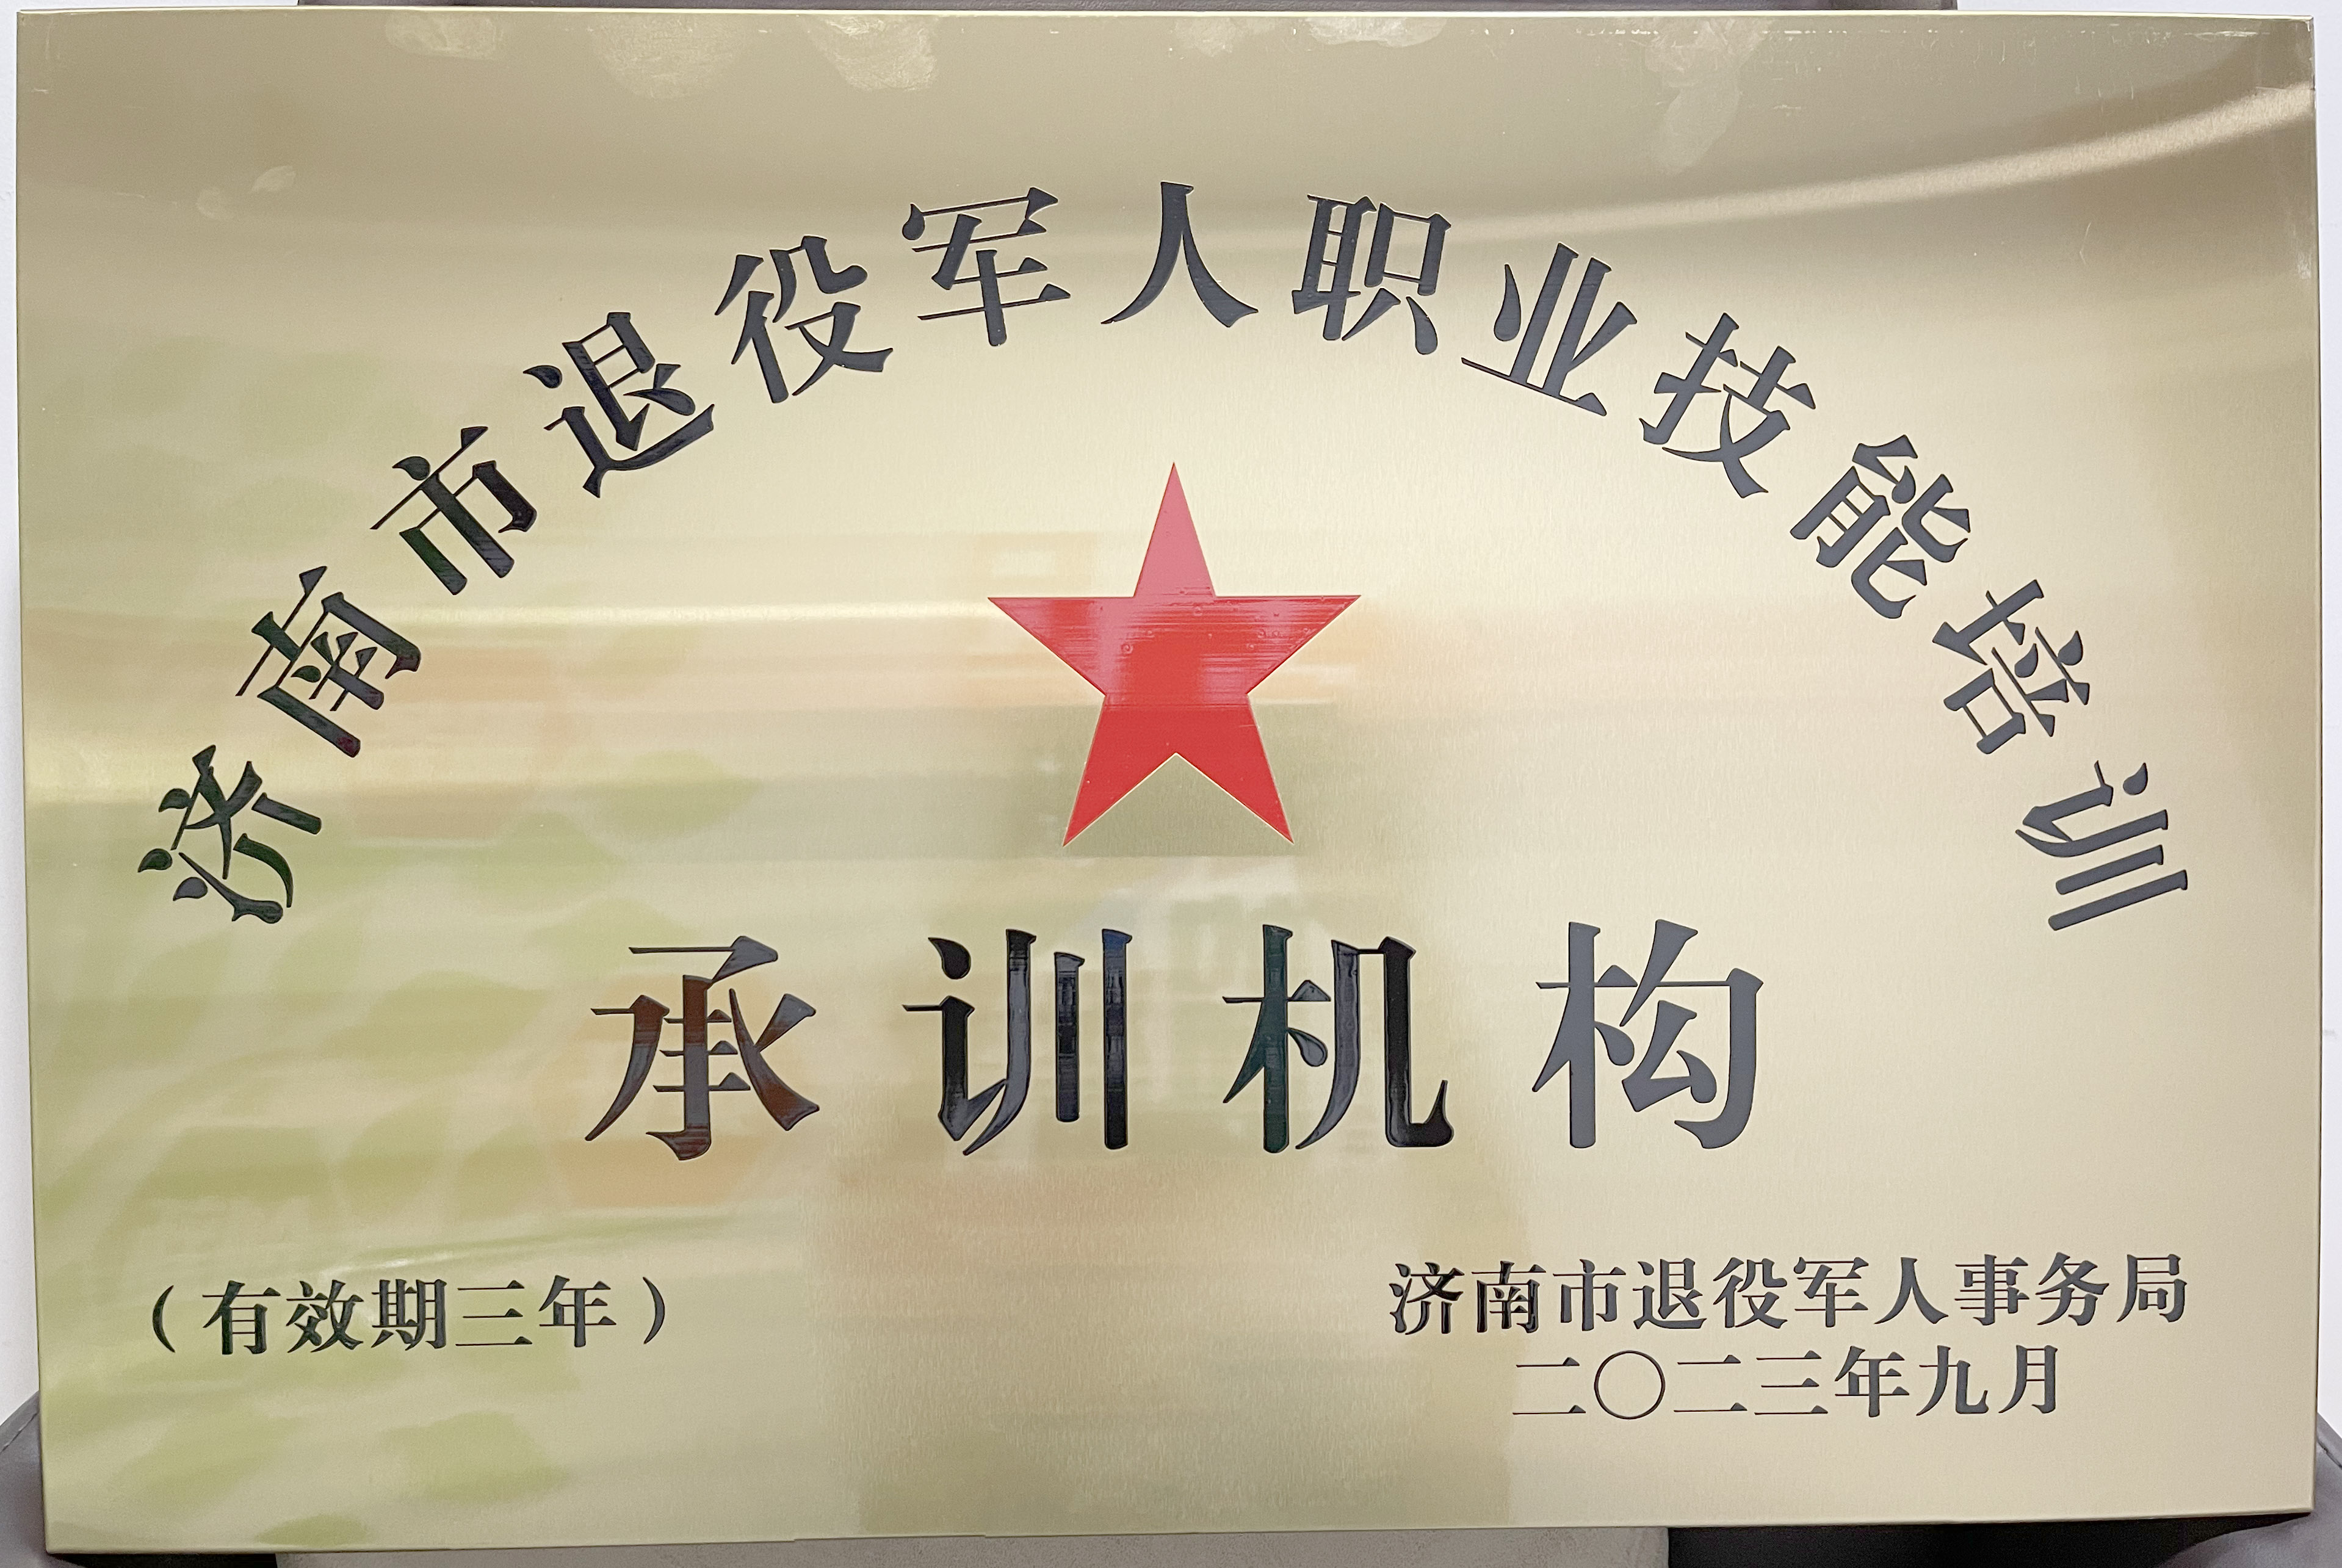 济南市退役军人职业技能培训
承训机构
（有效期三年）
济南市退役军人事务局
二〇二三年九月